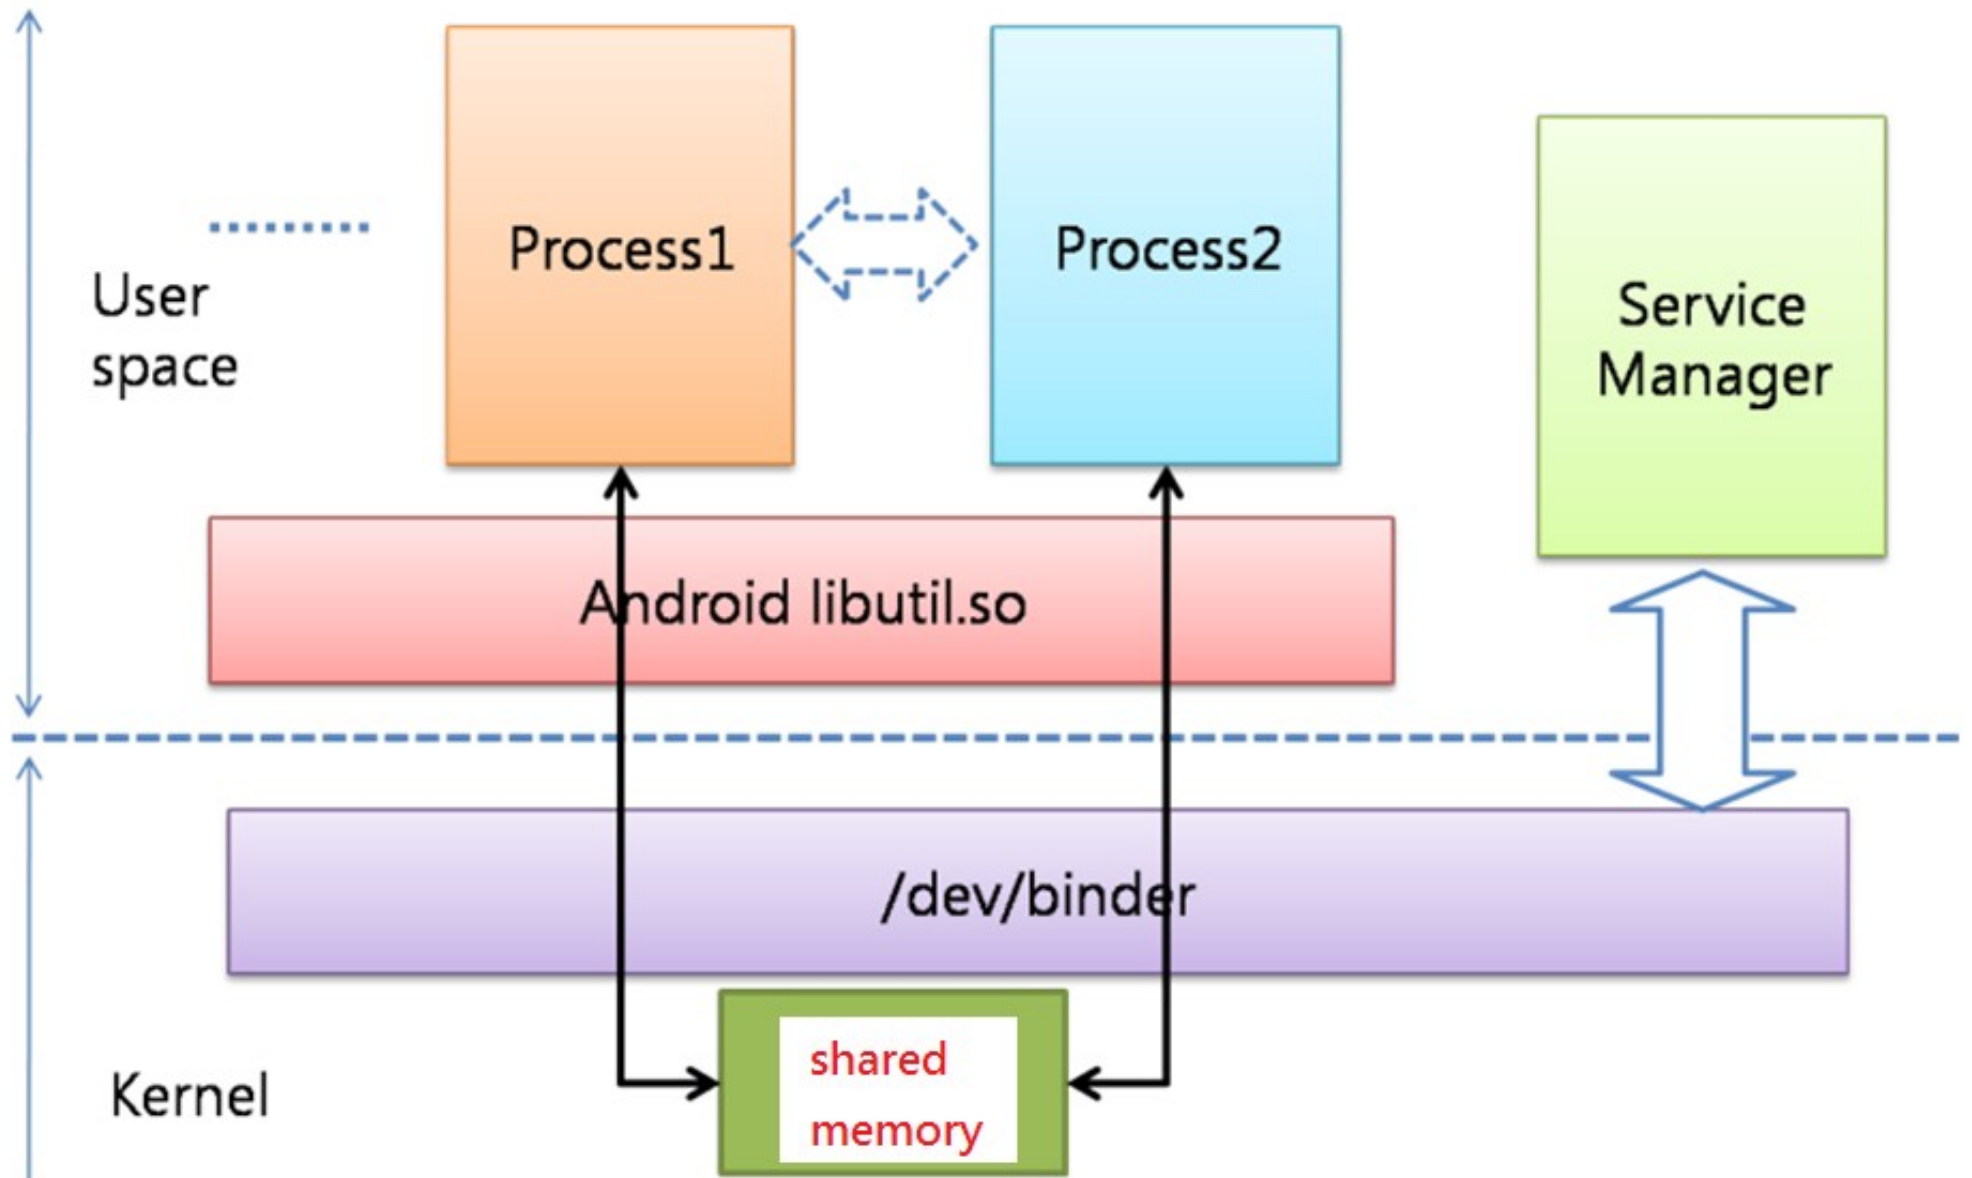 Process1
Process2
Service
Manager
User
space
Android libutil.so
/dev/binder
Kernel
shared
memory